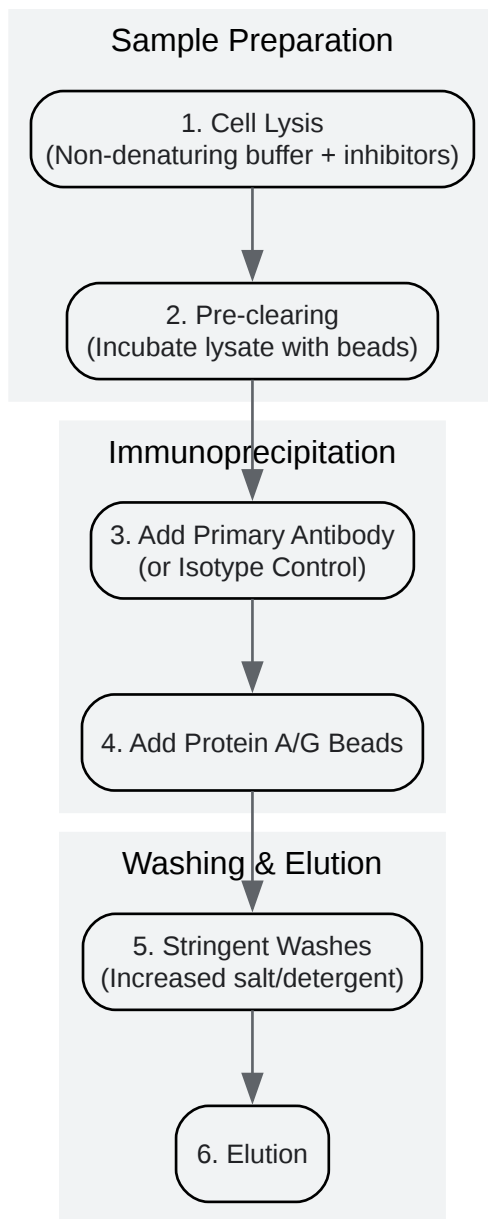 Sample Preparation
1. Cell Lysis
(Non-denaturing buffer + inhibitors)
2. Pre-clearing
(Incubate lysate with beads)
Immunoprecipitation
3. Add Primary Antibody
(or Isotype Control)
4. Add Protein A/G Beads
Washing & Elution
5. Stringent Washes
(Increased salt/detergent)
6. Elution